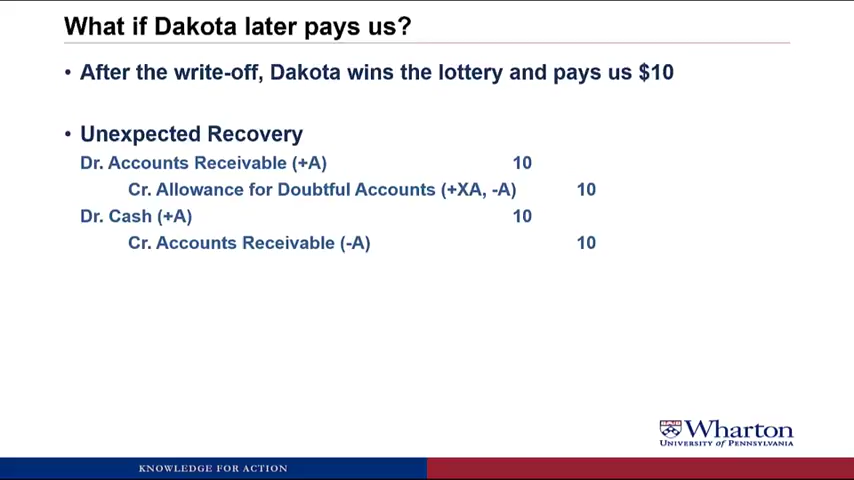 What if Dakota later pays us?
• After the write-off, Dakota wins the lottery and pays us $10
• Unexpected Recovery
Dr. Accounts Receivable (+A) 10
Cr. Allowance for Doubtful Accounts (+XA, -A) 10
Dr. Cash (+A) 10
Cr. Accounts Receivable (-A) 10
Wharton
UNIVERSITY OF PENNSYLVANIA
KNOWLEDGE FOR ACTION